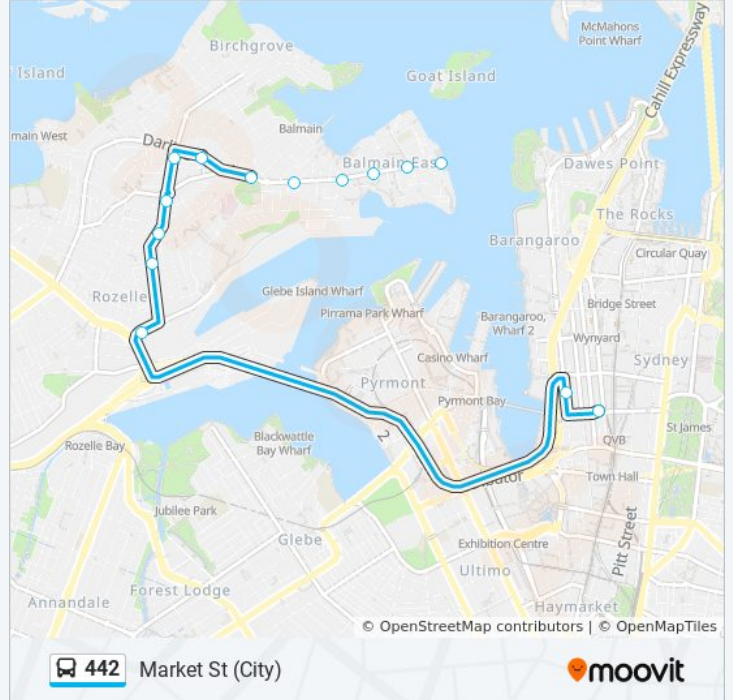 McMahons
Point Wharf
Cahill Expressway
Birchgrove
Island
Goat Island
main West
Balmain
Darl
Balmain East
Dawes Point
The Rocks
Barangaroo
Circular Quay
Rozelle
Glebe Island Wharf
Pirrama Park Wharf
Bridge Street
Barangaroo,
Wharf 2
Wynyard
Casino Wharf
Sydney
Pyrmont
Pyrmont Bay
St James
2
QVB
Blackwattle
Bay Wharf
Rozelle Bay
Town Hall
Jubilee Park
Pitt Street
Glebe
Exhibition Centre
Ultimo
Forest Lodge
Annandale
Haymarket
© OpenStreetMap contributors | © OpenMapTiles
442 Market St (City)
moovit